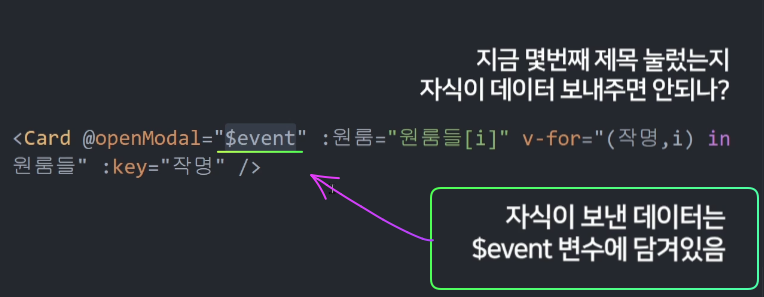 지금 몇번째 제목 눌렀는지
자식이 데이터 보내주면 안되나?
<Card @openModal="$event" :원룸="원룸들[i]" v-for="(작명,i) in
원룸들" :key="작명" />
자식이 보낸 데이터는
$event 변수에 담겨있음